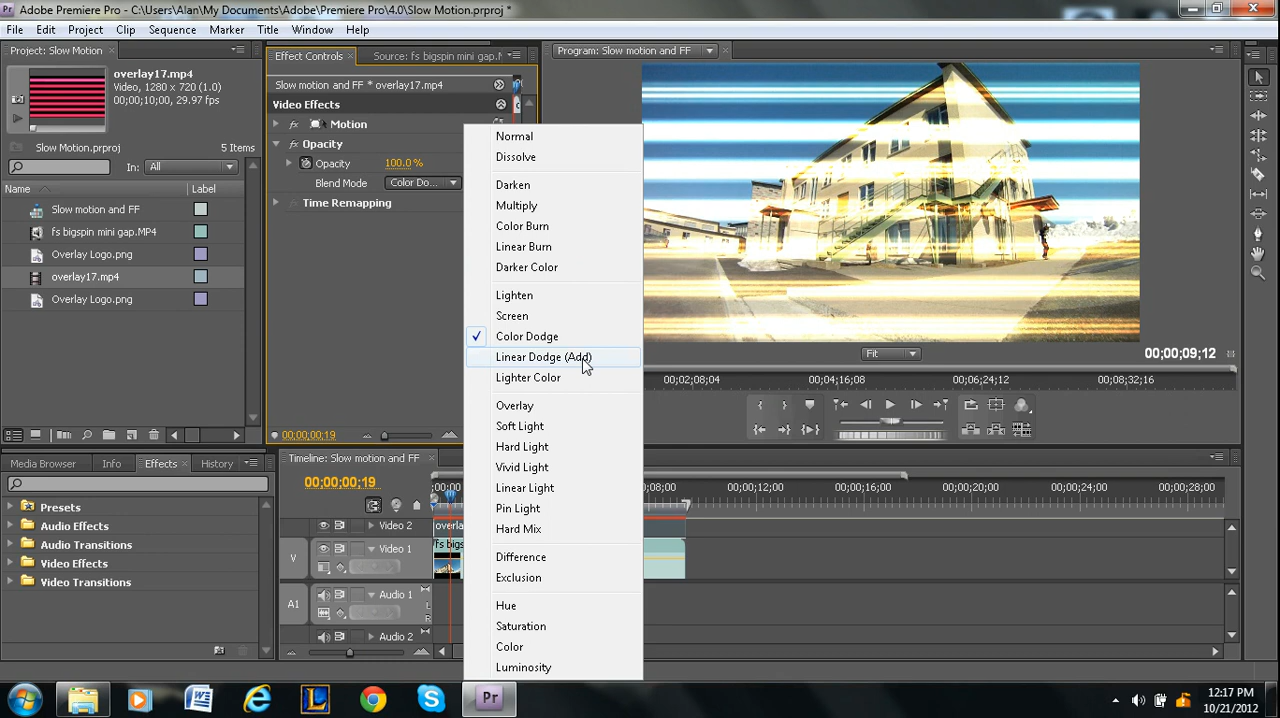 Adobe Premiere Pro - C:\Users\Alan\My Documents\Adobe\Premiere Pro\4.0\Slow Motion.prproj *
File Edit Project Clip Sequence Marker Title Window Help
Project: Slow Motion
overlay17.mp4
Video, 1280 x 720 (1.0)
00;00;10;00, 29.97 fps
Slow Motion.prproj 5 Items
In: All
Name Label
Slow motion and FF
fs bigspin mini gap.MP4
Overlay Logo.png
overlay17.mp4
Overlay Logo.png
Effect Controls Source: fs bigspin mini gap.
Slow motion and FF * overlay17.mp4
Video Effects
Motion
Opacity
Opacity 100.0 %
Blend Mode Color Do...
Time Remapping
00;00;00;19
Normal
Dissolve
Darken
Multiply
Color Burn
Linear Burn
Darker Color
Lighten
Screen
Color Dodge
Linear Dodge (Add)
Lighter Color
Overlay
Soft Light
Hard Light
Vivid Light
Linear Light
Pin Light
Hard Mix
Difference
Exclusion
Hue
Saturation
Color
Luminosity
Program: Slow motion and FF
Fit 00;00;09;12
00;02;08;04 00;04;16;08 00;06;24;12 00;08;32;16
Media Browser Info Effects History
Presets
Audio Effects
Audio Transitions
Video Effects
Video Transitions
Timeline: Slow motion and FF
00;00;00;19
;00;00 00;08;00 00;00;12;00 00;00;16;00 00;00;20;00 00;00;24;00 00;00;28;00
Video 2 overla
V Video 1 fs bigs
A1 Audio 1
L
R
Audio 2
L
W
S
Pr
12:17 PM
10/21/2012